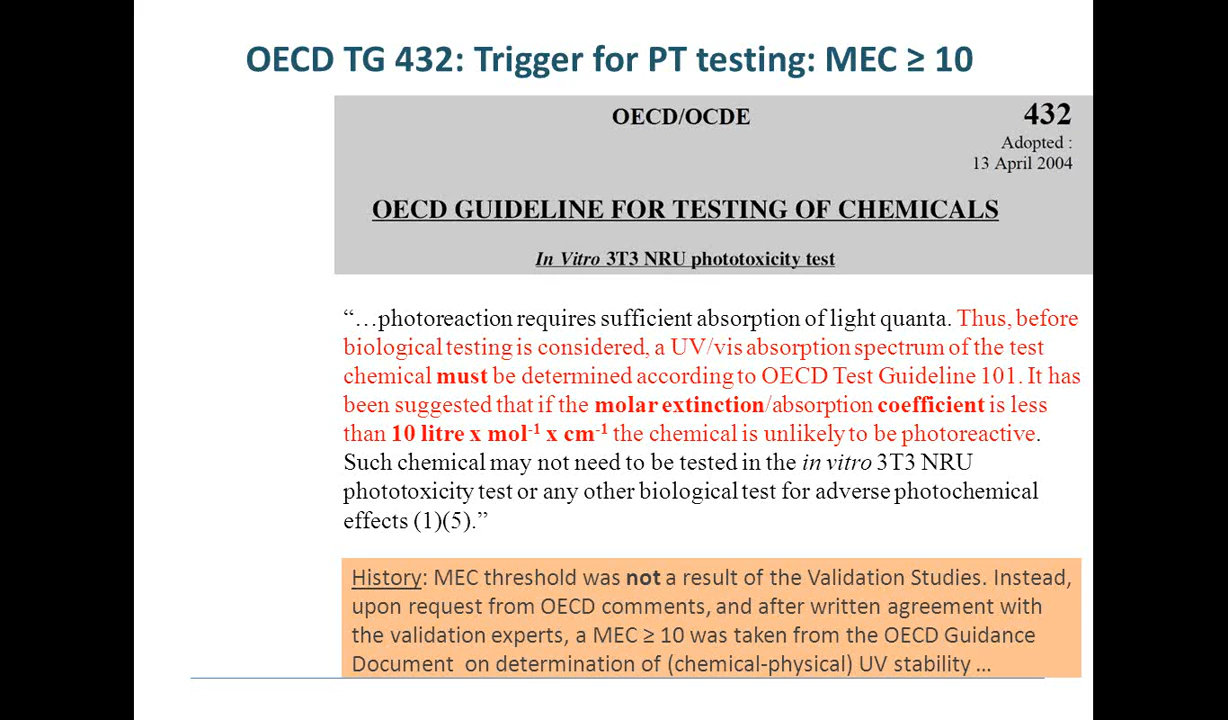 OECD TG 432: Trigger for PT testing: MEC ≥ 10
OECD/OCDE
432
Adopted :
13 April 2004
OECD GUIDELINE FOR TESTING OF CHEMICALS
In Vitro 3T3 NRU phototoxicity test
“…photoreaction requires sufficient absorption of light quanta. Thus, before
biological testing is considered, a UV/vis absorption spectrum of the test
chemical must be determined according to OECD Test Guideline 101. It has
been suggested that if the molar extinction/absorption coefficient is less
than 10 litre x mol⁻¹ x cm⁻¹ the chemical is unlikely to be photoreactive.
Such chemical may not need to be tested in the in vitro 3T3 NRU
phototoxicity test or any other biological test for adverse photochemical
effects (1)(5).”
History: MEC threshold was not a result of the Validation Studies. Instead,
upon request from OECD comments, and after written agreement with
the validation experts, a MEC ≥ 10 was taken from the OECD Guidance
Document on determination of (chemical-physical) UV stability …